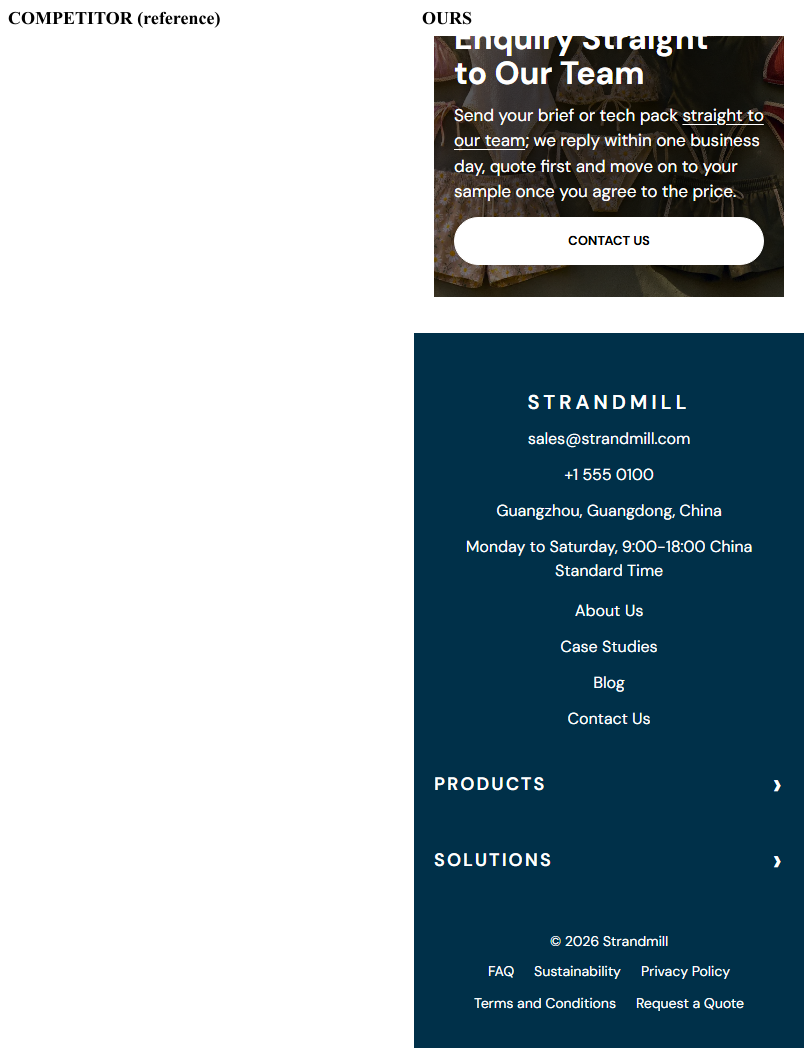 COMPETITOR (reference)
OURS
Enquiry Straight
to Our Team
Send your brief or tech pack straight to
our team; we reply within one business
day, quote first and move on to your
sample once you agree to the price.
CONTACT US
STRANDMILL
sales@strandmill.com
+1 555 0100
Guangzhou, Guangdong, China
Monday to Saturday, 9:00-18:00 China
Standard Time
About Us
Case Studies
Blog
Contact Us
PRODUCTS
SOLUTIONS
© 2026 Strandmill
FAQ Sustainability Privacy Policy
Terms and Conditions Request a Quote